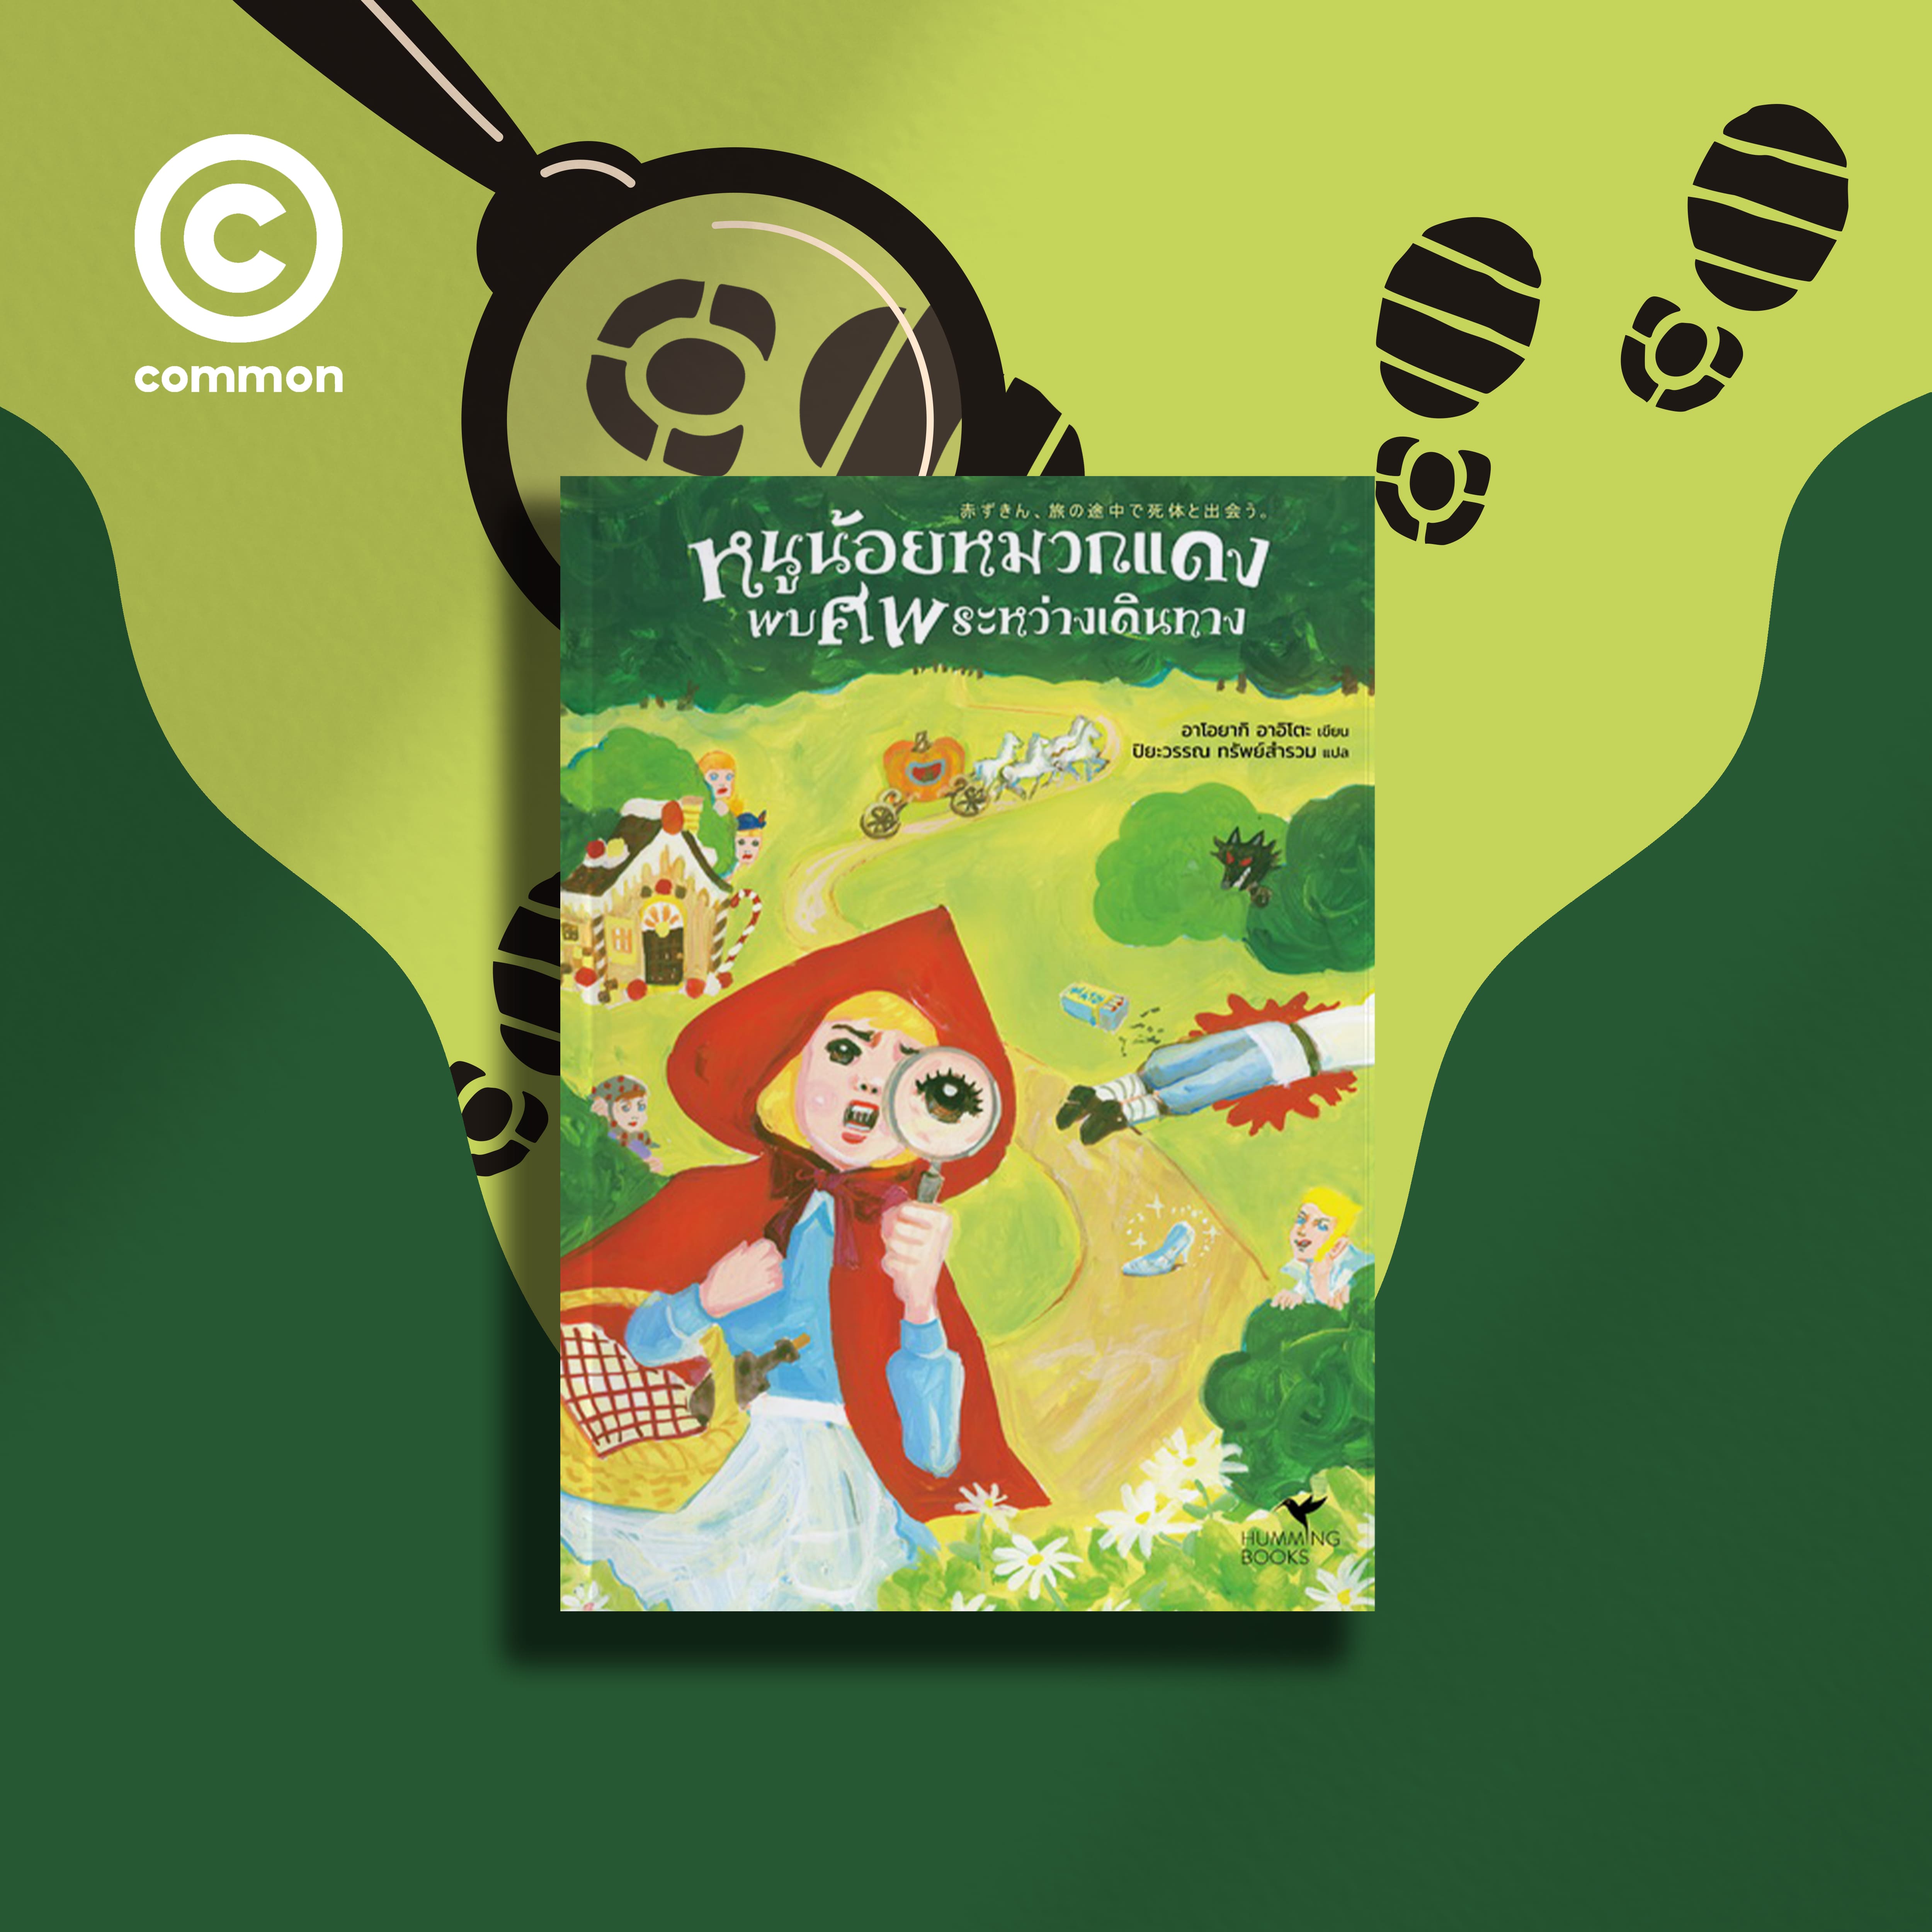 common
赤ずきん、旅の途中で死体と出会う。
หนูน้อยหมวกแดง
พบศพระหว่างเดินทาง
อาโอยากิ อาอิโตะ เขียน
ปิยะวรรณ ทรัพย์สำรวม แปล
HUMMING
BOOKS